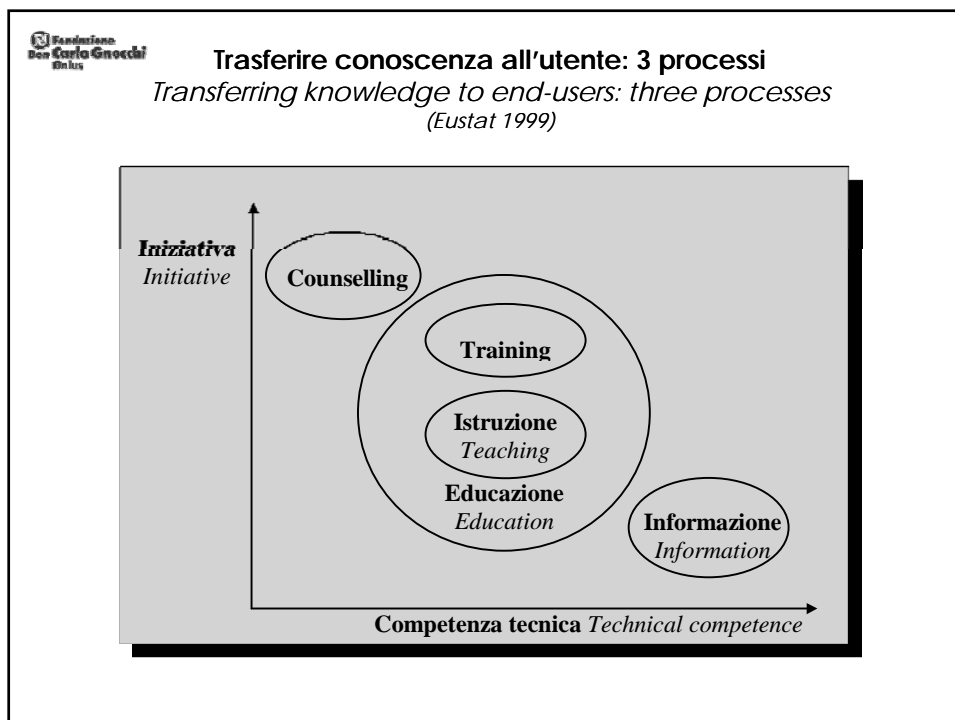 Fondazione
Don Carlo Gnocchi
Onlus
Trasferire conoscenza all'utente: 3 processi
Transferring knowledge to end-users: three processes
(Eustat 1999)
Iniziativa
Initiative
Counselling
Training
Istruzione
Teaching
Educazione
Education
Informazione
Information
Competenza tecnica Technical competence